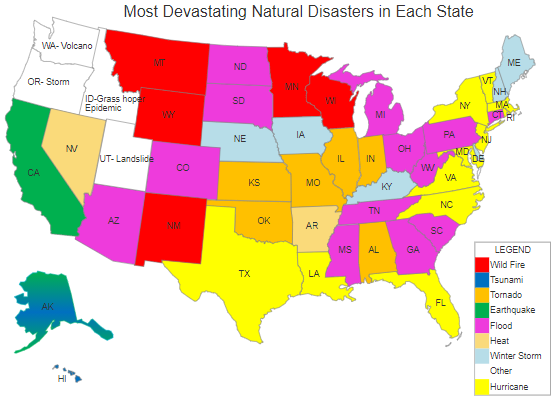 Most Devastating Natural Disasters in Each State
WA- Volcano
OR- Storm
ID-Grass hope
Epidemic
MT
ND
MN
WI
MI
ME
VT
NH
NY
MA
CT
RI
WY
SD
IA
NE
NV
UT- Landslide
CO
CA
AZ
NM
KS
OK
TX
MO
AR
LA
IL
IN
OH
PA
NJ
MD
DE
WV
VA
KY
NC
TN
SC
MS
AL
GA
FL
AK
HI
LEGEND
Wild Fire
Tsunami
Tornado
Earthquake
Flood
Heat
Winter Storm
Other
Hurricane